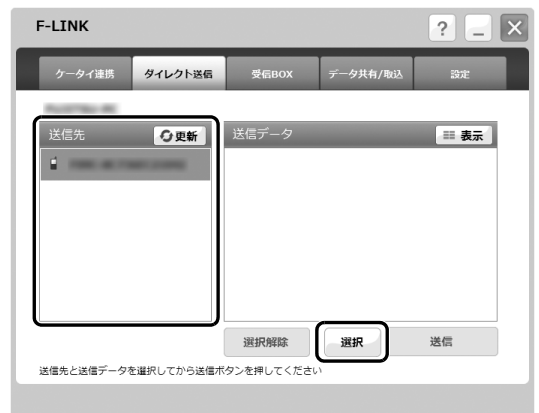 F-LINK
?
ケータイ連携 ダイレクト送信 受信BOX データ共有/取込 設定
送信先 更新 送信データ 表示
選択解除 選択 送信
送信先と送信データを選択してから送信ボタンを押してください